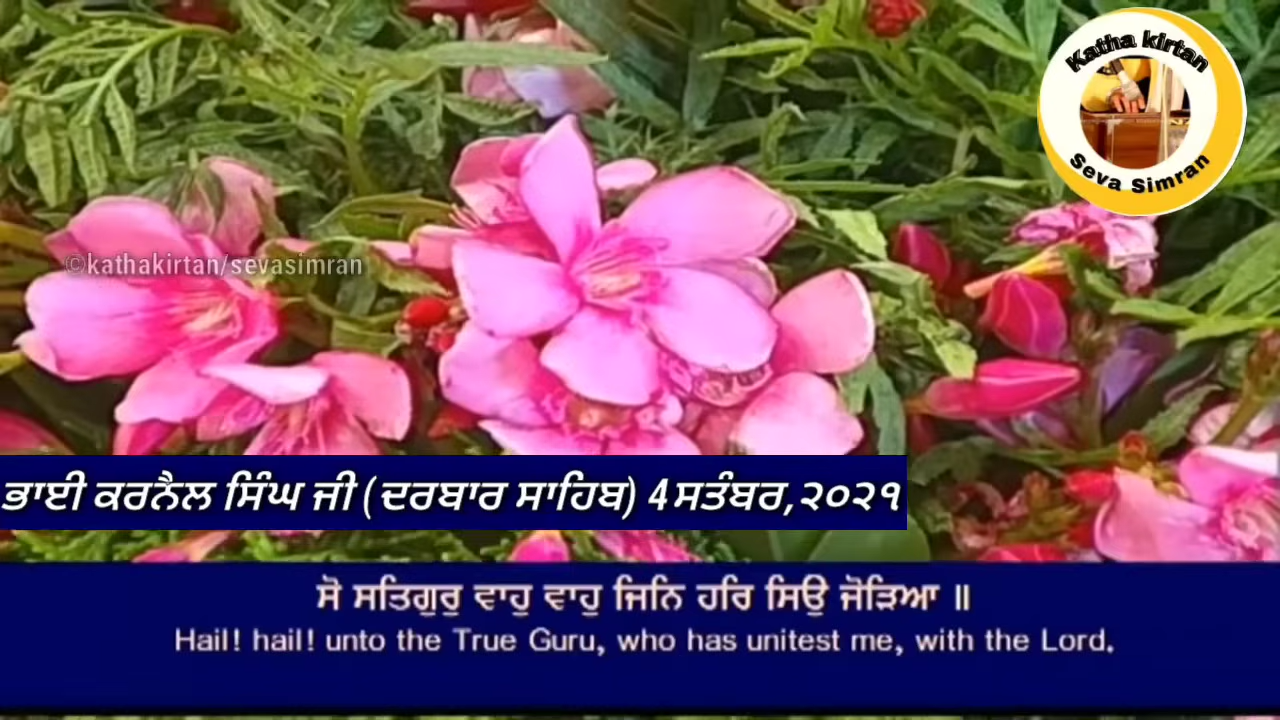 Katha kirtan
Seva Simran
©kathakirtan/sevasimran
ਭਾਈ ਕਰਨੈਲ ਸਿੰਘ ਜੀ (ਦਰਬਾਰ ਸਾਹਿਬ) 4 ਸਤੰਬਰ,੨੦੨੧
ਸੋ ਸਤਿਗੁਰੁ ਵਾਹੁ ਵਾਹੁ ਜਿਨਿ ਹਰਿ ਸਿਉ ਜੋੜਿਆ ॥
Hail! hail! unto the True Guru, who has unitest me, with the Lord.